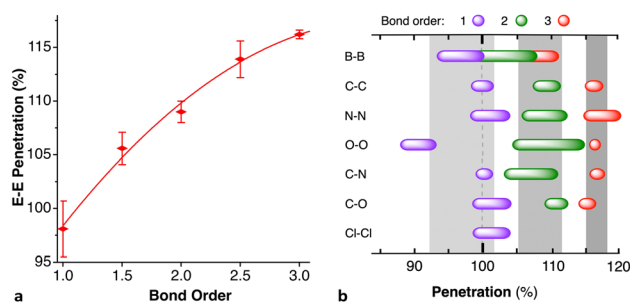 E-E Penetration (%)
115
110
105
100
95
1.0 1.5 2.0 2.5 3.0
Bond Order
a
Bond order: 1 2 3
B-B
C-C
N-N
O-O
C-N
C-O
Cl-Cl
90 100 110 120
Penetration (%)
b